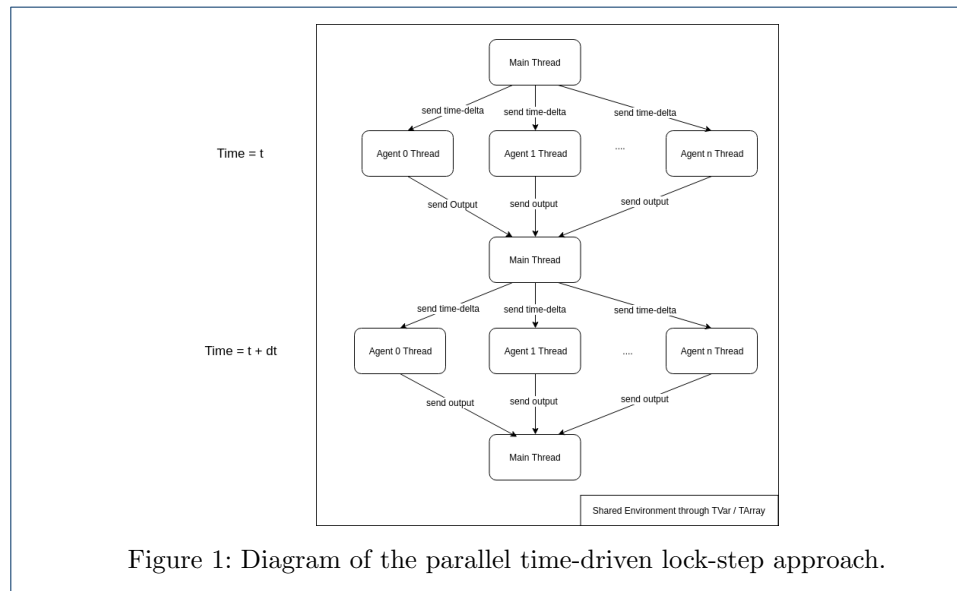 Main Thread
send time-delta send time-delta send time-delta
Time = t Agent 0 Thread Agent 1 Thread .... Agent n Thread
send Output send output send output
Main Thread
send time-delta send time-delta send time-delta
Time = t + dt Agent 0 Thread Agent 1 Thread .... Agent n Thread
send output send output send output
Main Thread
Shared Environment through TVar / TArray
Figure 1: Diagram of the parallel time-driven lock-step approach.